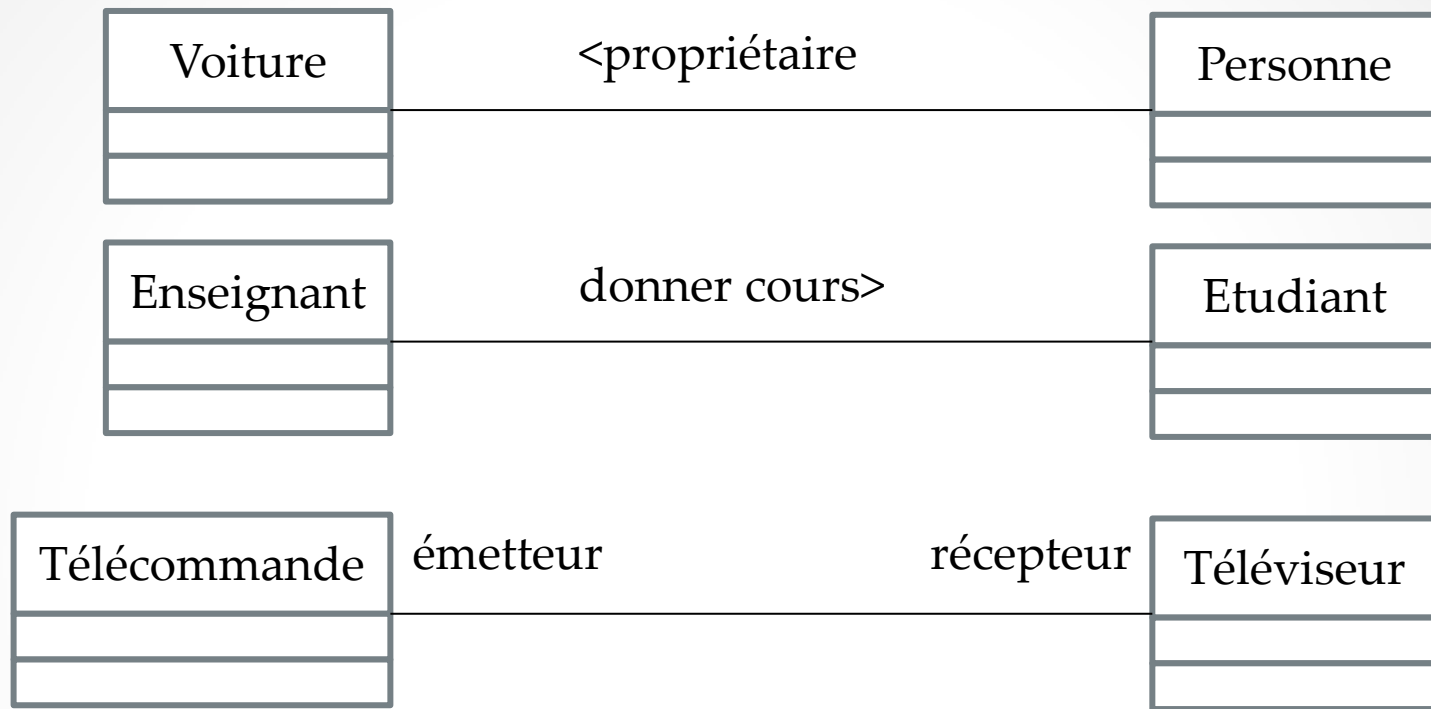 Voiture <propriétaire Personne
Enseignant donner cours> Etudiant
Télécommande émetteur récepteur Téléviseur